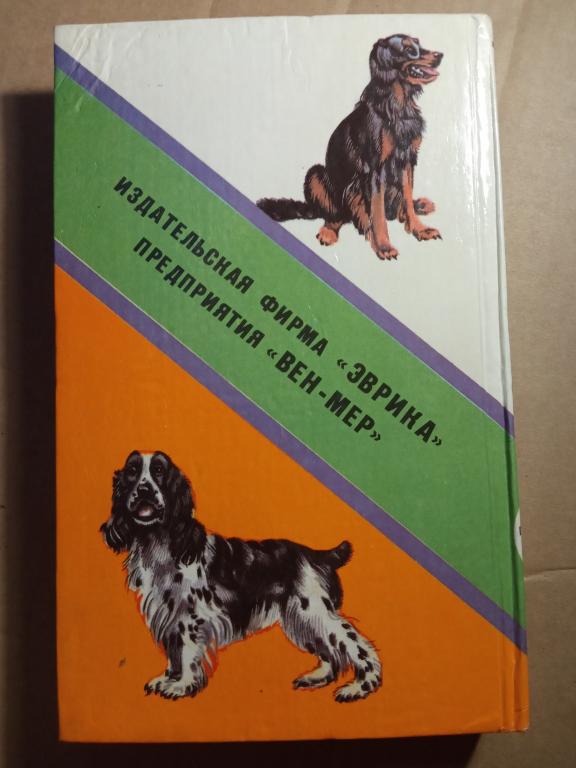 ИЗДАТЕЛЬСКАЯ ФИРМА «ЭВРИКА»
ПРЕДПРИЯТИЯ «ВЕН-МЕР»